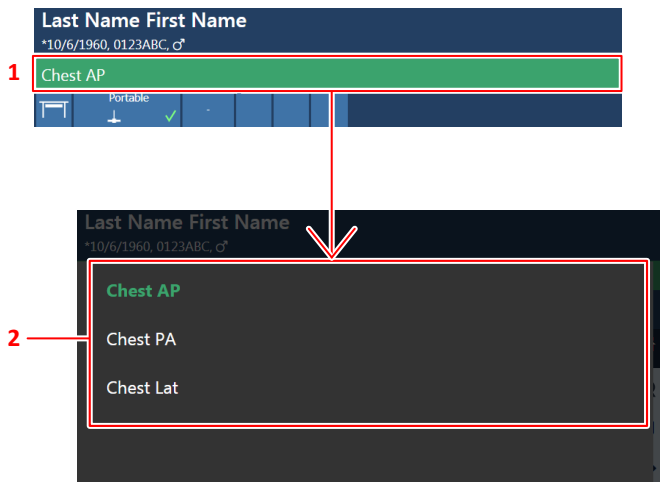 Last Name First Name
*10/6/1960, 0123ABC, ♂
1
Chest AP
Portable
-
Last Name First Name
*10/6/1960, 0123ABC, ♂
Chest AP
2
Chest PA
Chest Lat